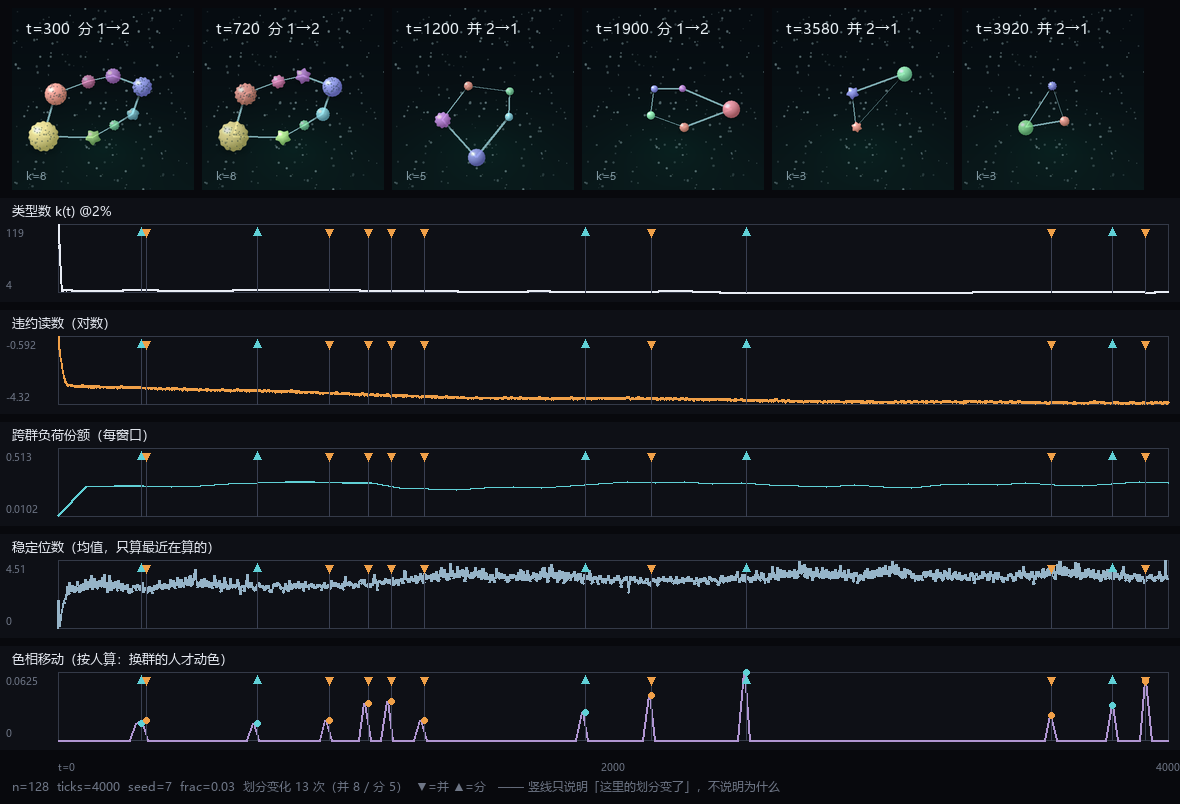 t=300 分 1→2
t=720 分 1→2
t=1200 并 2→1
t=1900 分 1→2
t=3580 并 2→1
t=3920 并 2→1
k=8
k=8
k=5
k=5
k=3
k=3
类型数 k(t) @2%
119
4
违约读数（对数）
-0.592
-4.32
跨群负荷份额（每窗口）
0.513
0.0102
稳定位数（均值，只算最近在算的）
4.51
0
色相移动（按人算：换群的人才动色）
0.0625
0
t=0
2000
4000
n=128 ticks=4000 seed=7 frac=0.03 划分变化 13 次（并 8 / 分 5） ▼=并 ▲=分 —— 竖线只说明「这里的划分变了」，不说明为什么